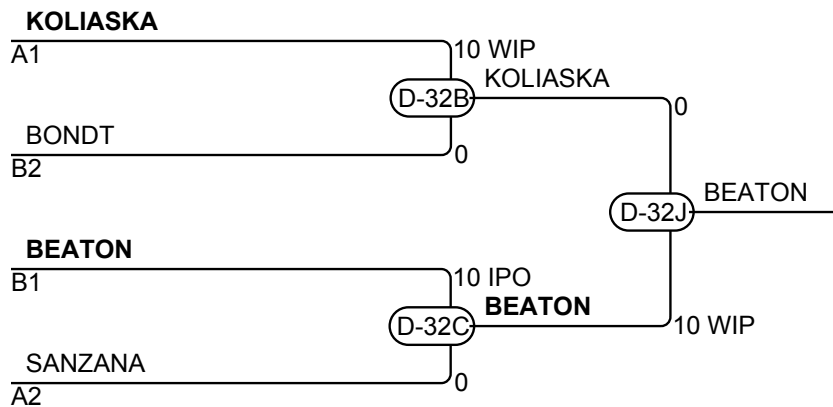 KOLIASKA
A1
10 WIP
D-32B
KOLIASKA
0
BONDT
B2
0
D-32J
BEATON
BEATON
B1
10 IPO
D-32C
BEATON
10 WIP
SANZANA
A2
0